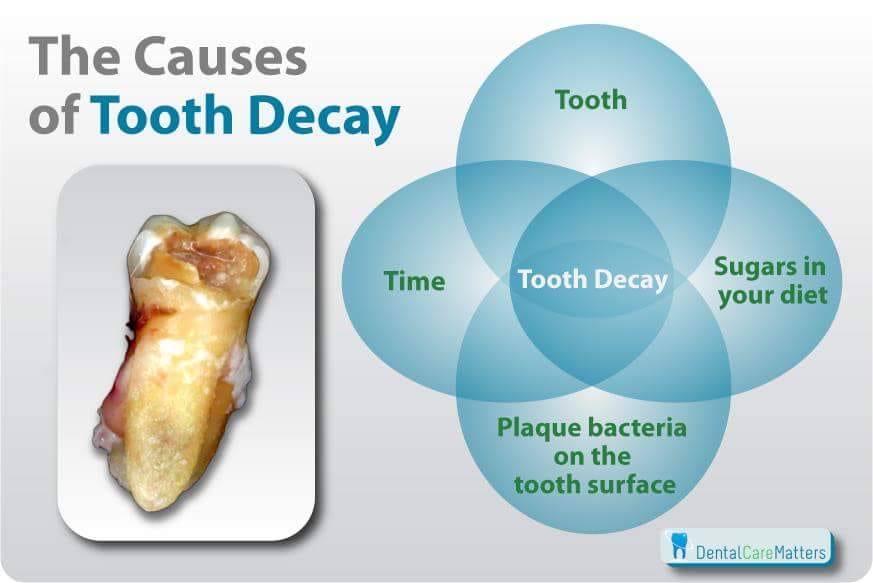 The Causes
of Tooth Decay
Tooth
Time
Tooth Decay
Sugars in
your diet
Plaque bacteria
on the
tooth surface
DentalCareMatters